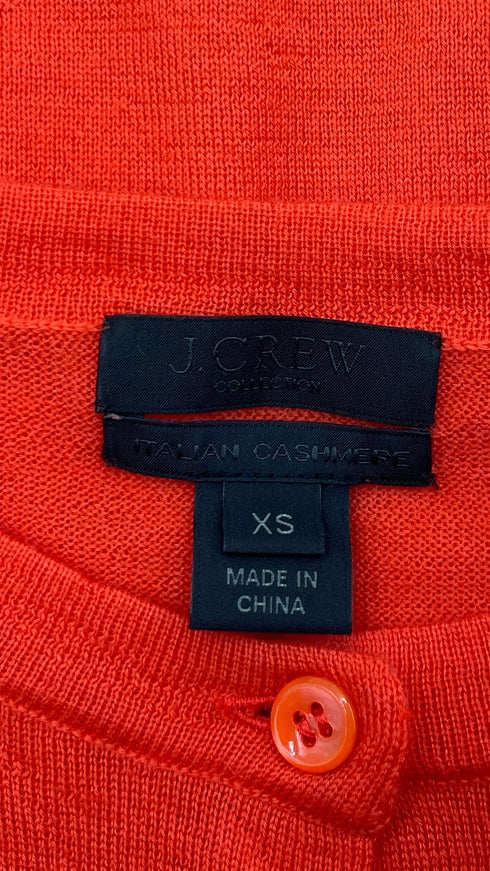 J.CREW
COLLECTION
ITALIAN CASHMERE
XS
MADE IN
CHINA